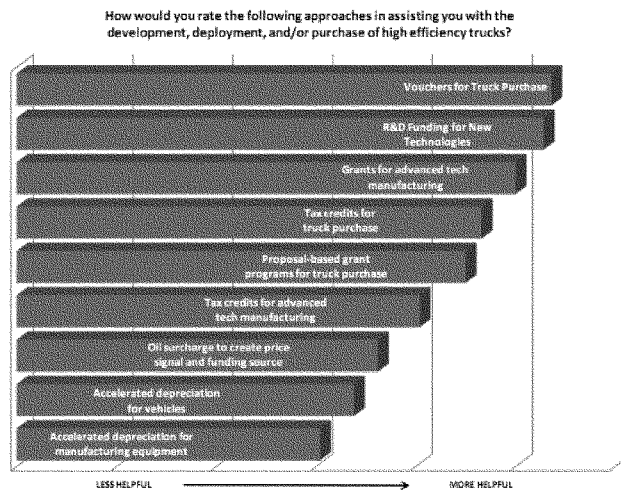 How would you rate the following approaches in assisting you with the
development, deployment, and/or purchase of high efficiency trucks?
Vouchers for Truck Purchase
R&D Funding for New
Technologies
Grants for advanced tech
manufacturing
Tax credits for
truck purchase
Proposal-based grant
programs for truck purchase
Tax credits for advanced
tech manufacturing
Oil surcharge to create price
signal and funding source
Accelerated depreciation
for vehicles
Accelerated depreciation for
manufacturing equipment
LESS HELPFUL
MORE HELPFUL